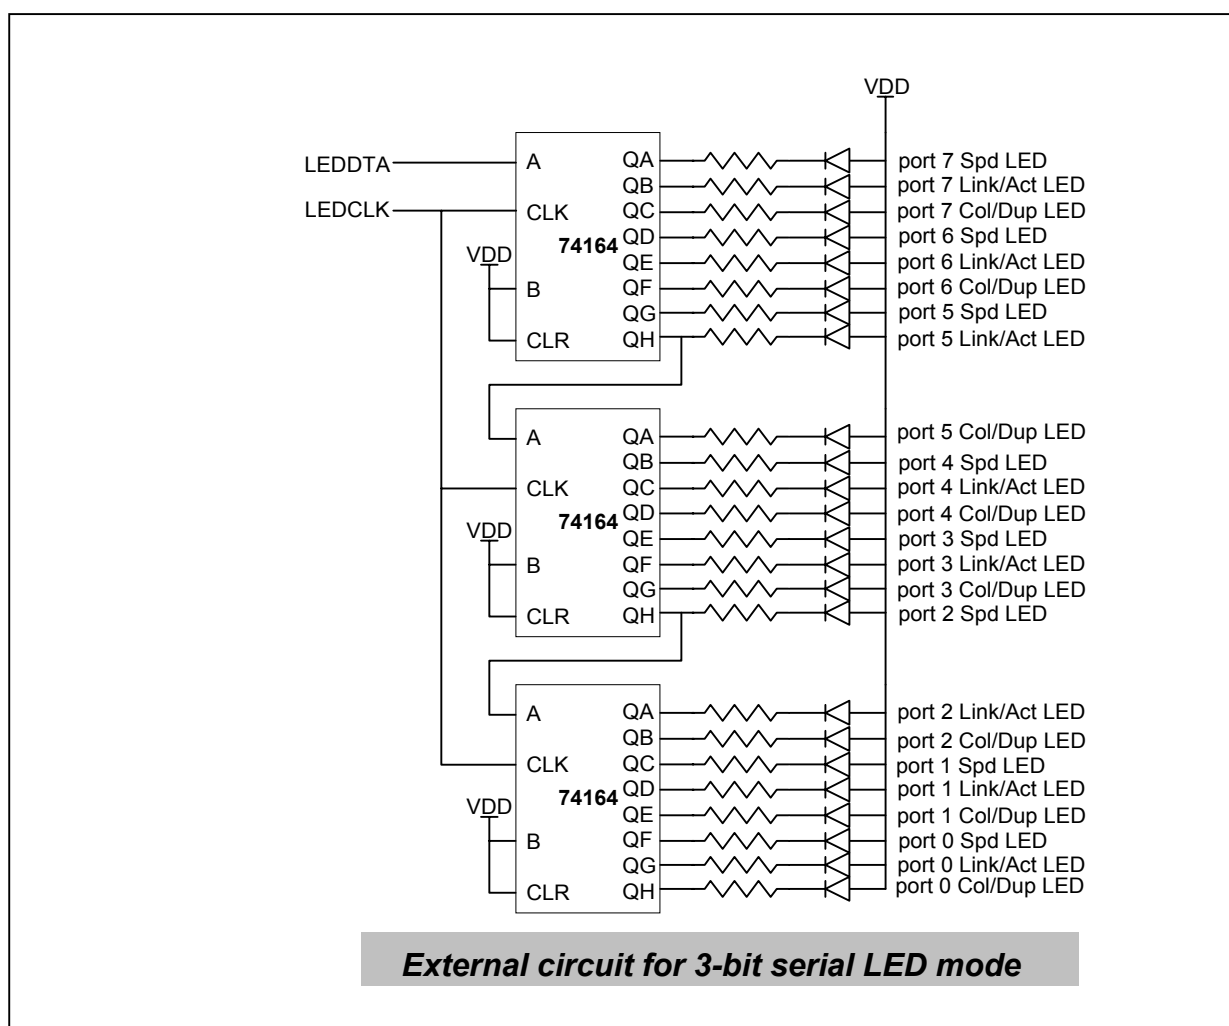 VDD
LEDDTA
LEDCLK
A
CLK
VDD
B
CLR
74164
QA
QB
QC
QD
QE
QF
QG
QH
port 7 Spd LED
port 7 Link/Act LED
port 7 Col/Dup LED
port 6 Spd LED
port 6 Link/Act LED
port 6 Col/Dup LED
port 5 Spd LED
port 5 Link/Act LED
A
CLK
VDD
B
CLR
74164
QA
QB
QC
QD
QE
QF
QG
QH
port 5 Col/Dup LED
port 4 Spd LED
port 4 Link/Act LED
port 4 Col/Dup LED
port 3 Spd LED
port 3 Link/Act LED
port 3 Col/Dup LED
port 2 Spd LED
A
CLK
VDD
B
CLR
74164
QA
QB
QC
QD
QE
QF
QG
QH
port 2 Link/Act LED
port 2 Col/Dup LED
port 1 Spd LED
port 1 Link/Act LED
port 1 Col/Dup LED
port 0 Spd LED
port 0 Link/Act LED
port 0 Col/Dup LED
External circuit for 3-bit serial LED mode